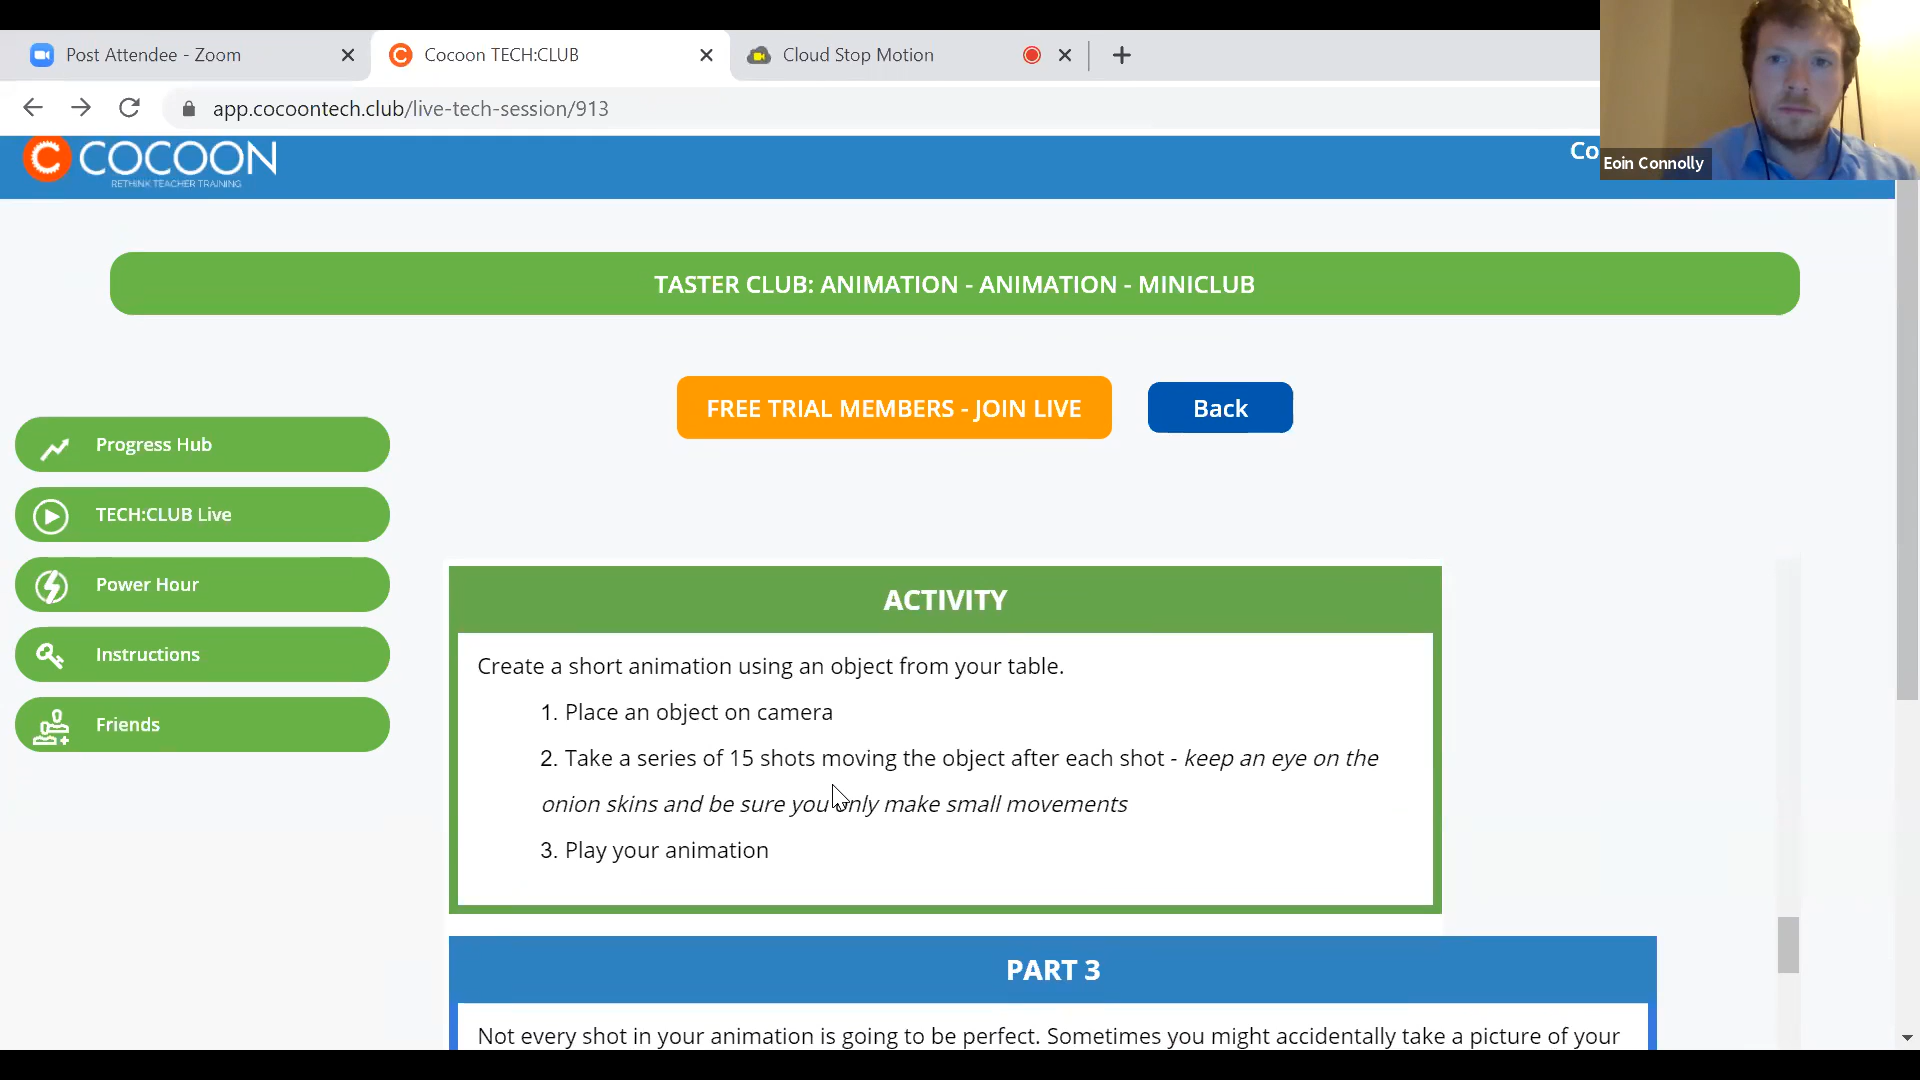 Post Attendee - Zoom
Cocoon TECH:CLUB
Cloud Stop Motion
app.cocoontech.club/live-tech-session/913
C COCOON
RETHINK TEACHER TRAINING
Co
Eoin Connolly
TASTER CLUB: ANIMATION - ANIMATION - MINICLUB
FREE TRIAL MEMBERS - JOIN LIVE
Back
Progress Hub
TECH:CLUB Live
Power Hour
Instructions
Friends
ACTIVITY
Create a short animation using an object from your table.
1. Place an object on camera
2. Take a series of 15 shots moving the object after each shot - keep an eye on the
onion skins and be sure you only make small movements
3. Play your animation
PART 3
Not every shot in your animation is going to be perfect. Sometimes you might accidentally take a picture of your